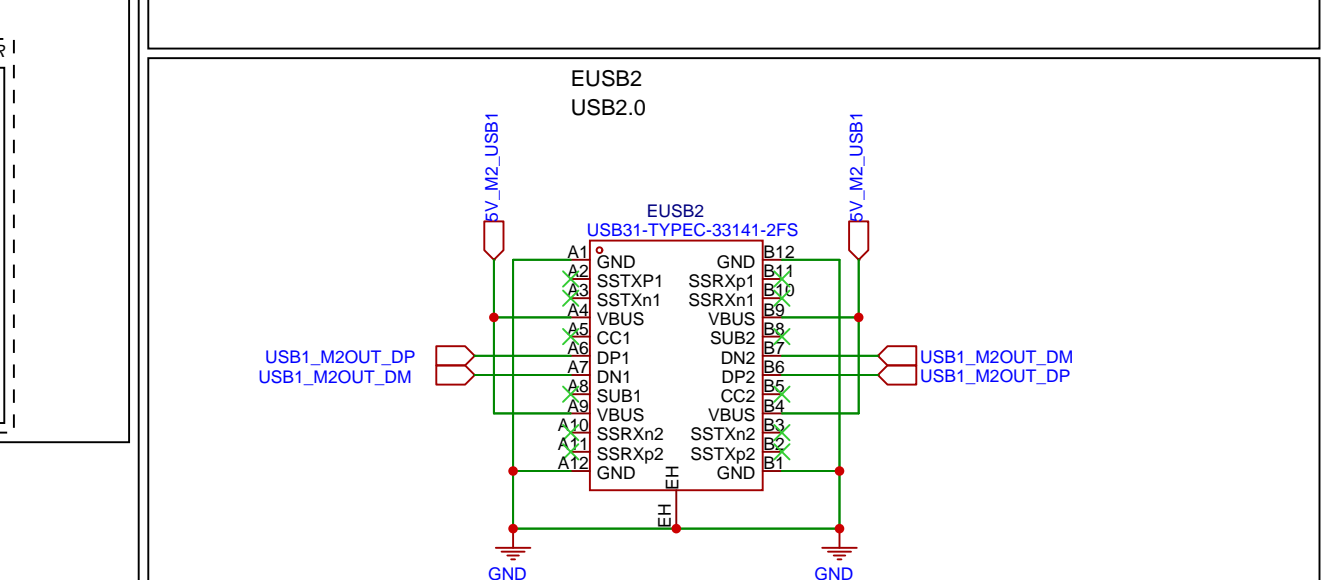 R
EUSB2
USB2.0
5V_M2_USB1
5V_M2_USB1
EUSB2
USB31-TYPEC-33141-2FS
A1 GND GND B12
A2 SSTXP1 SSRXp1 B11
A3 SSTXn1 SSRXn1 B10
A4 VBUS VBUS B9
A5 CC1 SUB2 B8
USB1_M2OUT_DP A6 DP1 DN2 B7 USB1_M2OUT_DM
USB1_M2OUT_DM A7 DN1 DP2 B6 USB1_M2OUT_DP
A8 SUB1 CC2 B5
A9 VBUS VBUS B4
A10 SSRXn2 SSTXn2 B3
A11 SSRXp2 SSTXp2 B2
A12 GND GND B1
EH
EH
GND GND